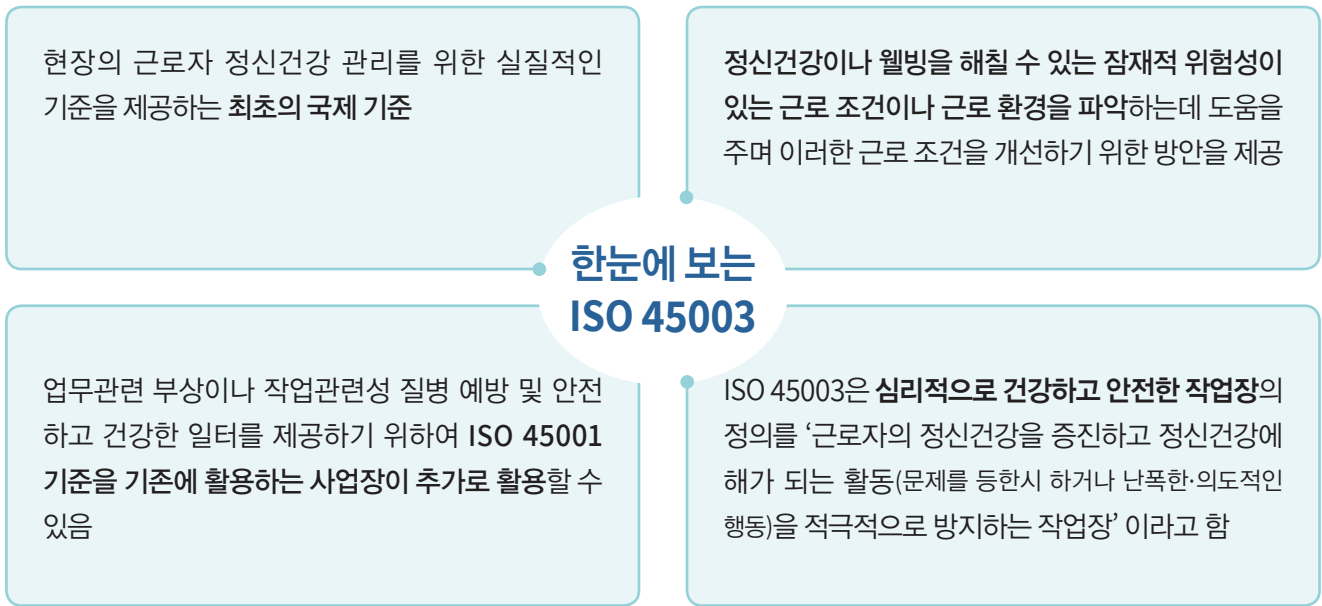 현장의 근로자 정신건강 관리를 위한 실질적인
기준을 제공하는 최초의 국제 기준
정신건강이나 웰빙을 해칠 수 있는 잠재적 위험성이
있는 근로 조건이나 근로 환경을 파악하는데 도움을
주며 이러한 근로 조건을 개선하기 위한 방안을 제공
한눈에 보는
ISO 45003
업무관련 부상이나 작업관련성 질병 예방 및 안전
하고 건강한 일터를 제공하기 위하여 ISO 45001
기준을 기존에 활용하는 사업장이 추가로 활용할 수
있음
ISO 45003은 심리적으로 건강하고 안전한 작업장의
정의를 ‘근로자의 정신건강을 증진하고 정신건강에
해가 되는 활동(문제를 등한시 하거나 난폭한·의도적인
행동)을 적극적으로 방지하는 작업장’ 이라고 함